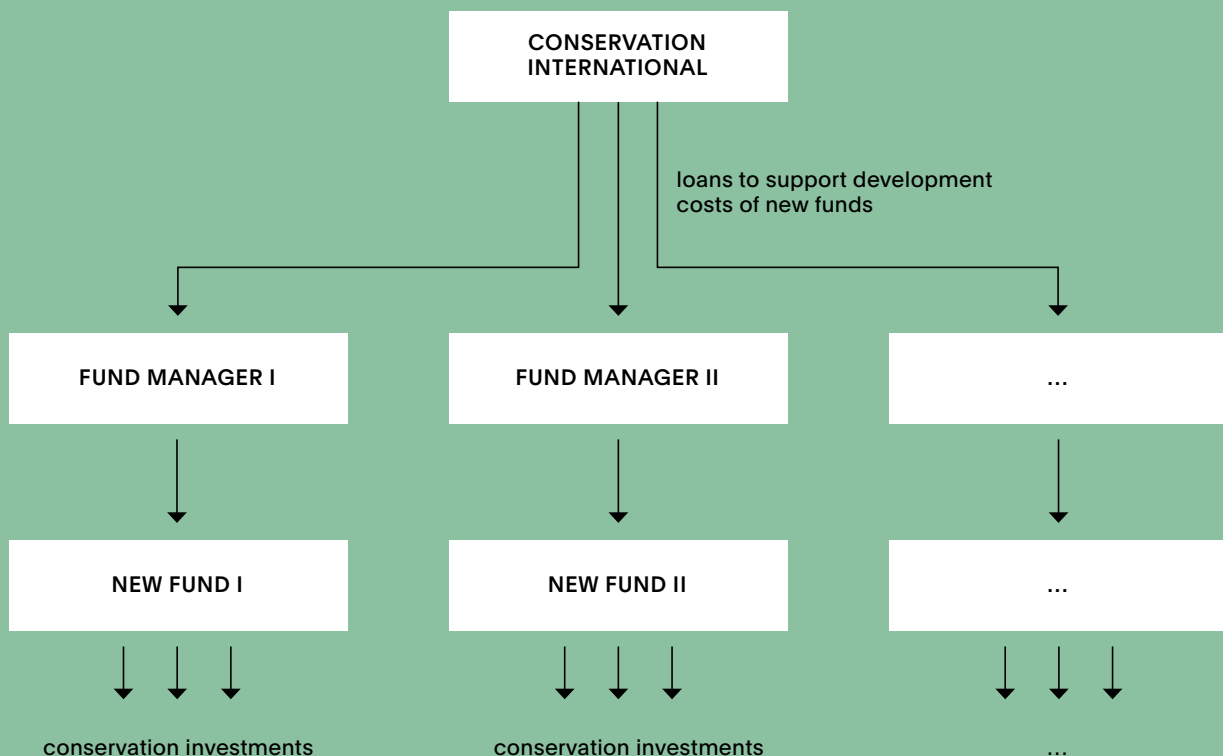 CONSERVATION
INTERNATIONAL
loans to support development
costs of new funds
FUND MANAGER I
FUND MANAGER II
...
NEW FUND I
NEW FUND II
...
conservation investments
conservation investments
...